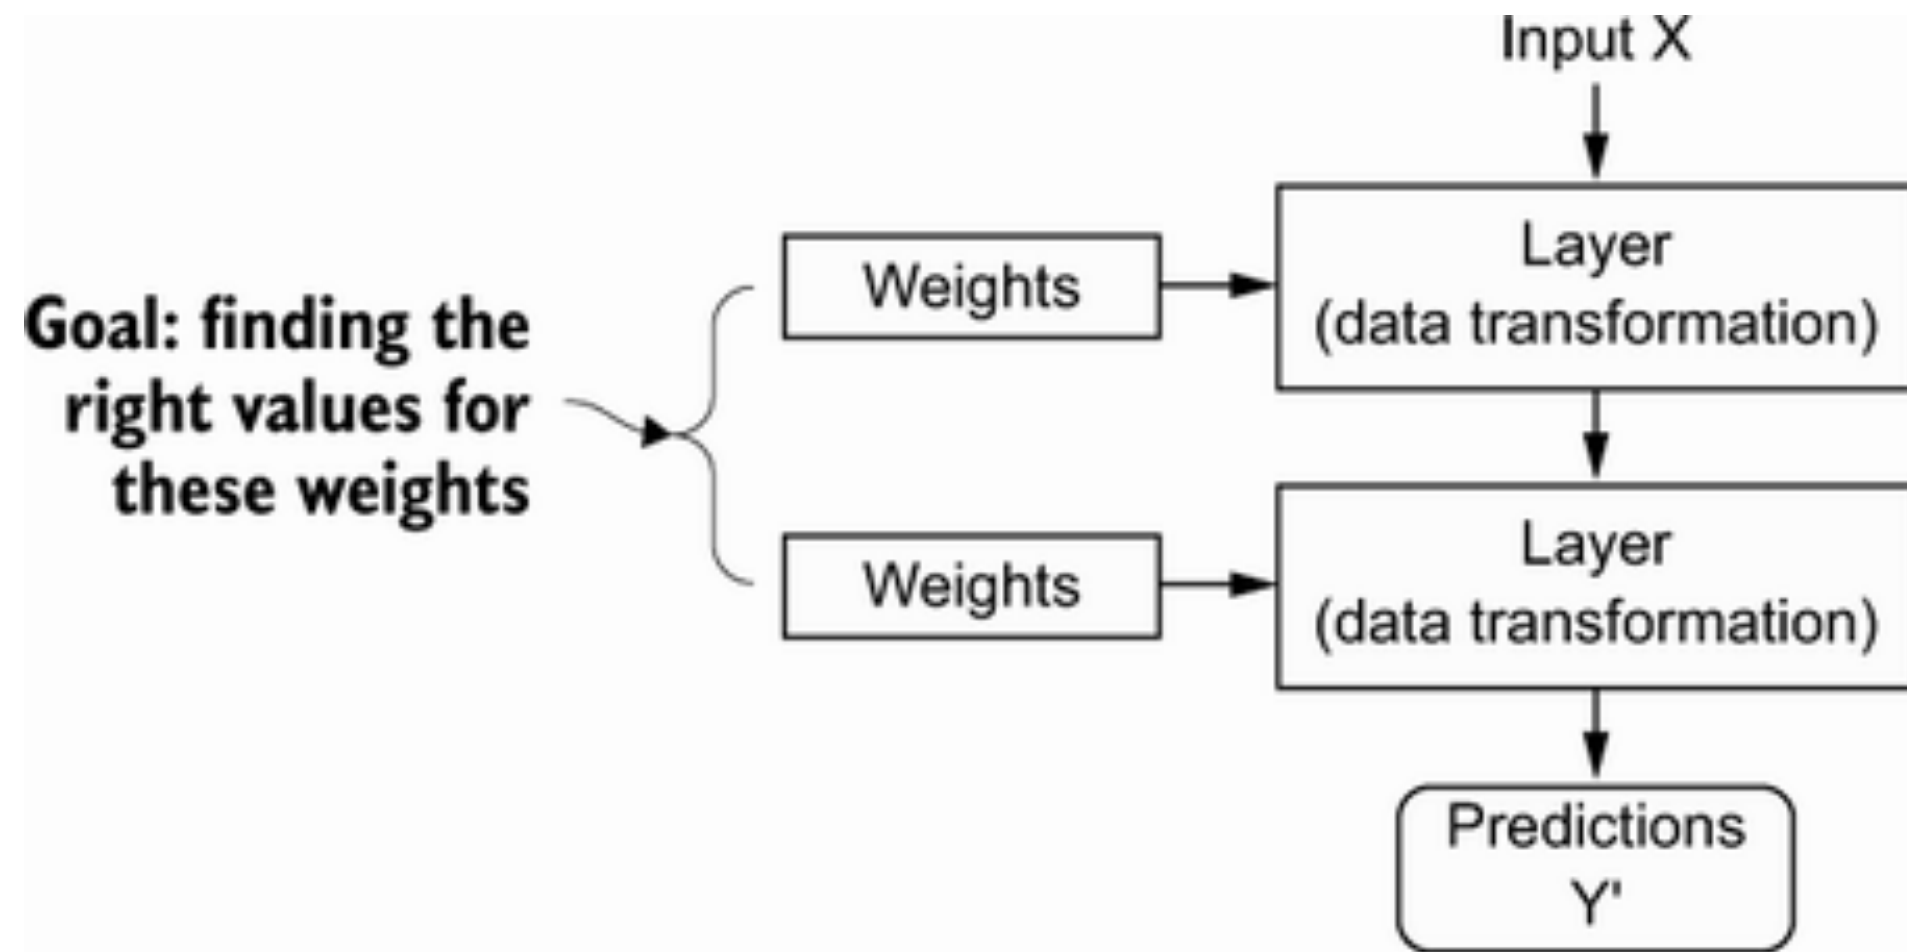 Input X
Layer
(data transformation)
Weights
Goal: finding the
right values for
these weights
Layer
(data transformation)
Weights
Predictions
Y'